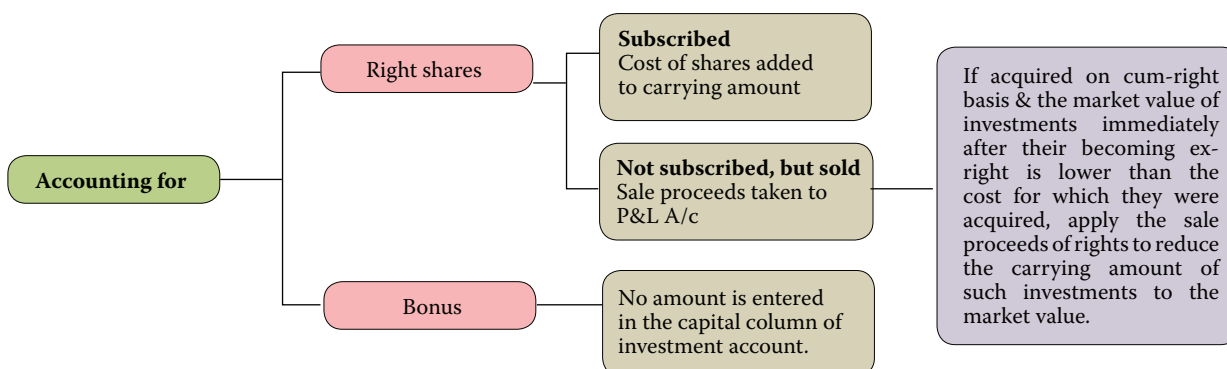 Accounting for
Right shares
Subscribed
Cost of shares added
to carrying amount
Not subscribed, but sold
Sale proceeds taken to
P&L A/c
If acquired on cum-right
basis & the market value of
investments immediately
after their becoming ex-
right is lower than the
cost for which they were
acquired, apply the sale
proceeds of rights to reduce
the carrying amount of
such investments to the
market value.
Bonus
No amount is entered
in the capital column of
investment account.